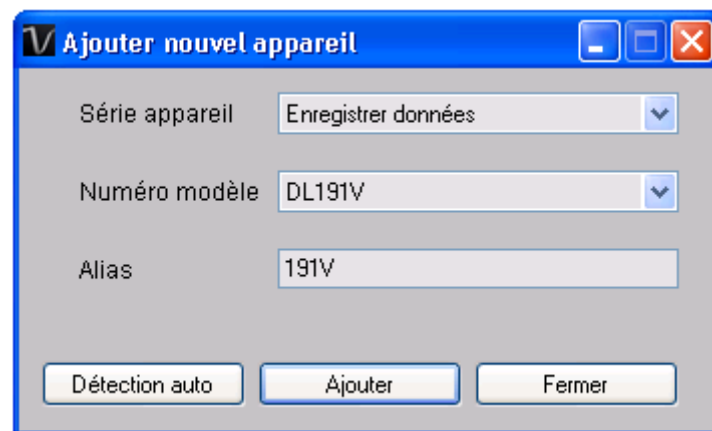 Ajouter nouvel appareil
Série appareil Enregistrer données
Numéro modèle DL191V
Alias 191V
Détection auto Ajouter Fermer